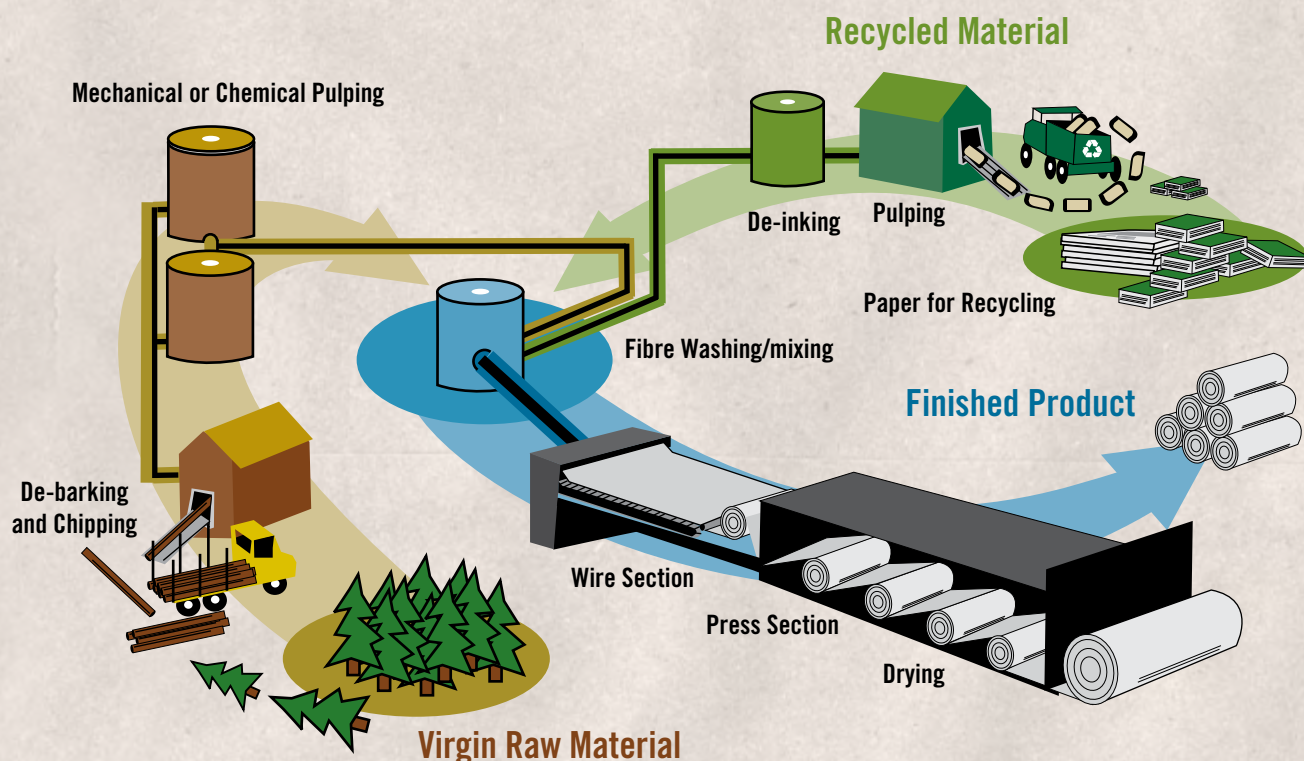 Recycled Material
Mechanical or Chemical Pulping
De-inking
Pulping
Paper for Recycling
Fibre Washing/mixing
Finished Product
De-barking
and Chipping
Wire Section
Press Section
Drying
Virgin Raw Material